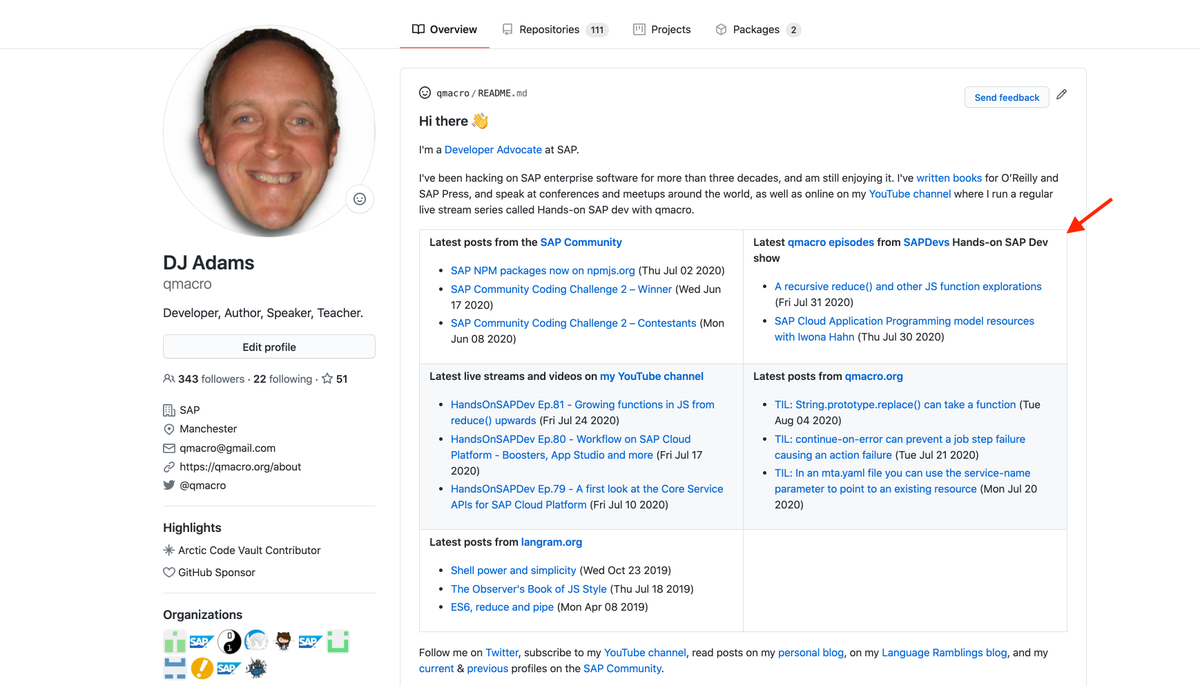 Overview
Repositories 111
Projects
Packages 2
qmacro/README.md
Send feedback
Hi there 👋
I'm a Developer Advocate at SAP.
I've been hacking on SAP enterprise software for more than three decades, and am still enjoying it. I've written books for O'Reilly and
SAP Press, and speak at conferences and meetups around the world, as well as online on my YouTube channel where I run a regular
live stream series called Hands-on SAP dev with qmacro.
Latest posts from the SAP Community
SAP NPM packages now on npmjs.org (Thu Jul 02 2020)
SAP Community Coding Challenge 2 – Winner (Wed Jun
17 2020)
SAP Community Coding Challenge 2 – Contestants (Mon
Jun 08 2020)
Latest qmacro episodes from SAPDevs Hands-on SAP Dev
show
A recursive reduce() and other JS function explorations
(Fri Jul 31 2020)
SAP Cloud Application Programming model resources
with Iwona Hahn (Thu Jul 30 2020)
Latest live streams and videos on my YouTube channel
HandsOnSAPDev Ep.81 - Growing functions in JS from
reduce() upwards (Fri Jul 24 2020)
HandsOnSAPDev Ep.80 - Workflow on SAP Cloud
Platform - Boosters, App Studio and more (Fri Jul 17
2020)
HandsOnSAPDev Ep.79 - A first look at the Core Service
APIs for SAP Cloud Platform (Fri Jul 10 2020)
Latest posts from qmacro.org
TIL: String.prototype.replace() can take a function (Tue
Aug 04 2020)
TIL: continue-on-error can prevent a job step failure
causing an action failure (Tue Jul 21 2020)
TIL: In an mta.yaml file you can use the service-name
parameter to point to an existing resource (Mon Jul 20
2020)
Latest posts from langram.org
Shell power and simplicity (Wed Oct 23 2019)
The Observer's Book of JS Style (Thu Jul 18 2019)
ES6, reduce and pipe (Mon Apr 08 2019)
Follow me on Twitter, subscribe to my YouTube channel, read posts on my personal blog, on my Language Ramblings blog, and my
current & previous profiles on the SAP Community.
DJ Adams
qmacro
Developer, Author, Speaker, Teacher.
Edit profile
343 followers · 22 following · 51
SAP
Manchester
qmacro@gmail.com
https://qmacro.org/about
@qmacro
Highlights
Arctic Code Vault Contributor
GitHub Sponsor
Organizations
SAP
0
1
SAP
SAP